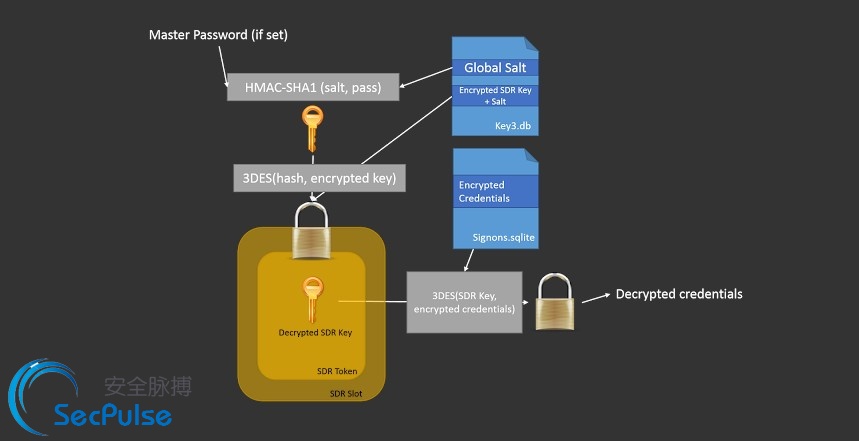 Master Password (if set)
Global Salt
HMAC-SHA1 (salt, pass)
Encrypted SDR Key
+ Salt
Key3.db
3DES(hash, encrypted key)
Encrypted
Credentials
Signons.sqlite
3DES(SDR Key,
encrypted credentials)
Decrypted credentials
Decrypted SDR Key
SDR Token
SDR Slot
安全脉搏
SecPulse